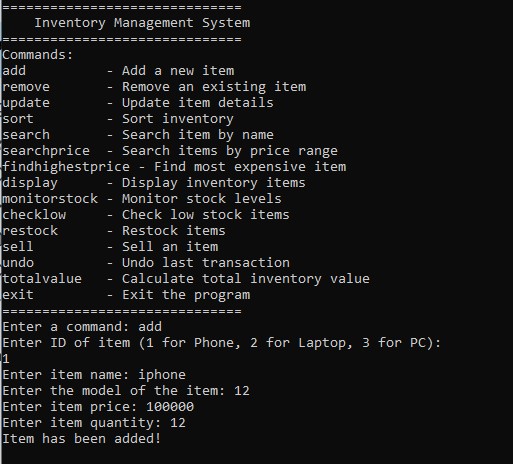 ==============================
    Inventory Management System
==============================
Commands:
add          - Add a new item
remove       - Remove an existing item
update       - Update item details
sort         - Sort inventory
search       - Search item by name
searchprice  - Search items by price range
findhighestprice - Find most expensive item
display      - Display inventory items
monitorstock - Monitor stock levels
checklow     - Check low stock items
restock      - Restock items
sell         - Sell an item
undo         - Undo last transaction
totalvalue   - Calculate total inventory value
exit         - Exit the program
==============================
Enter a command: add
Enter ID of item (1 for Phone, 2 for Laptop, 3 for PC):
1
Enter item name: iphone
Enter the model of the item: 12
Enter item price: 100000
Enter item quantity: 12
Item has been added!